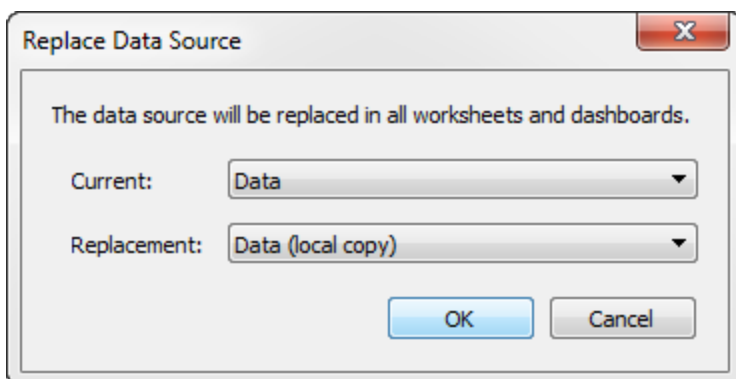 Replace Data Source
The data source will be replaced in all worksheets and dashboards.
Current: Data
Replacement: Data (local copy)
OK Cancel